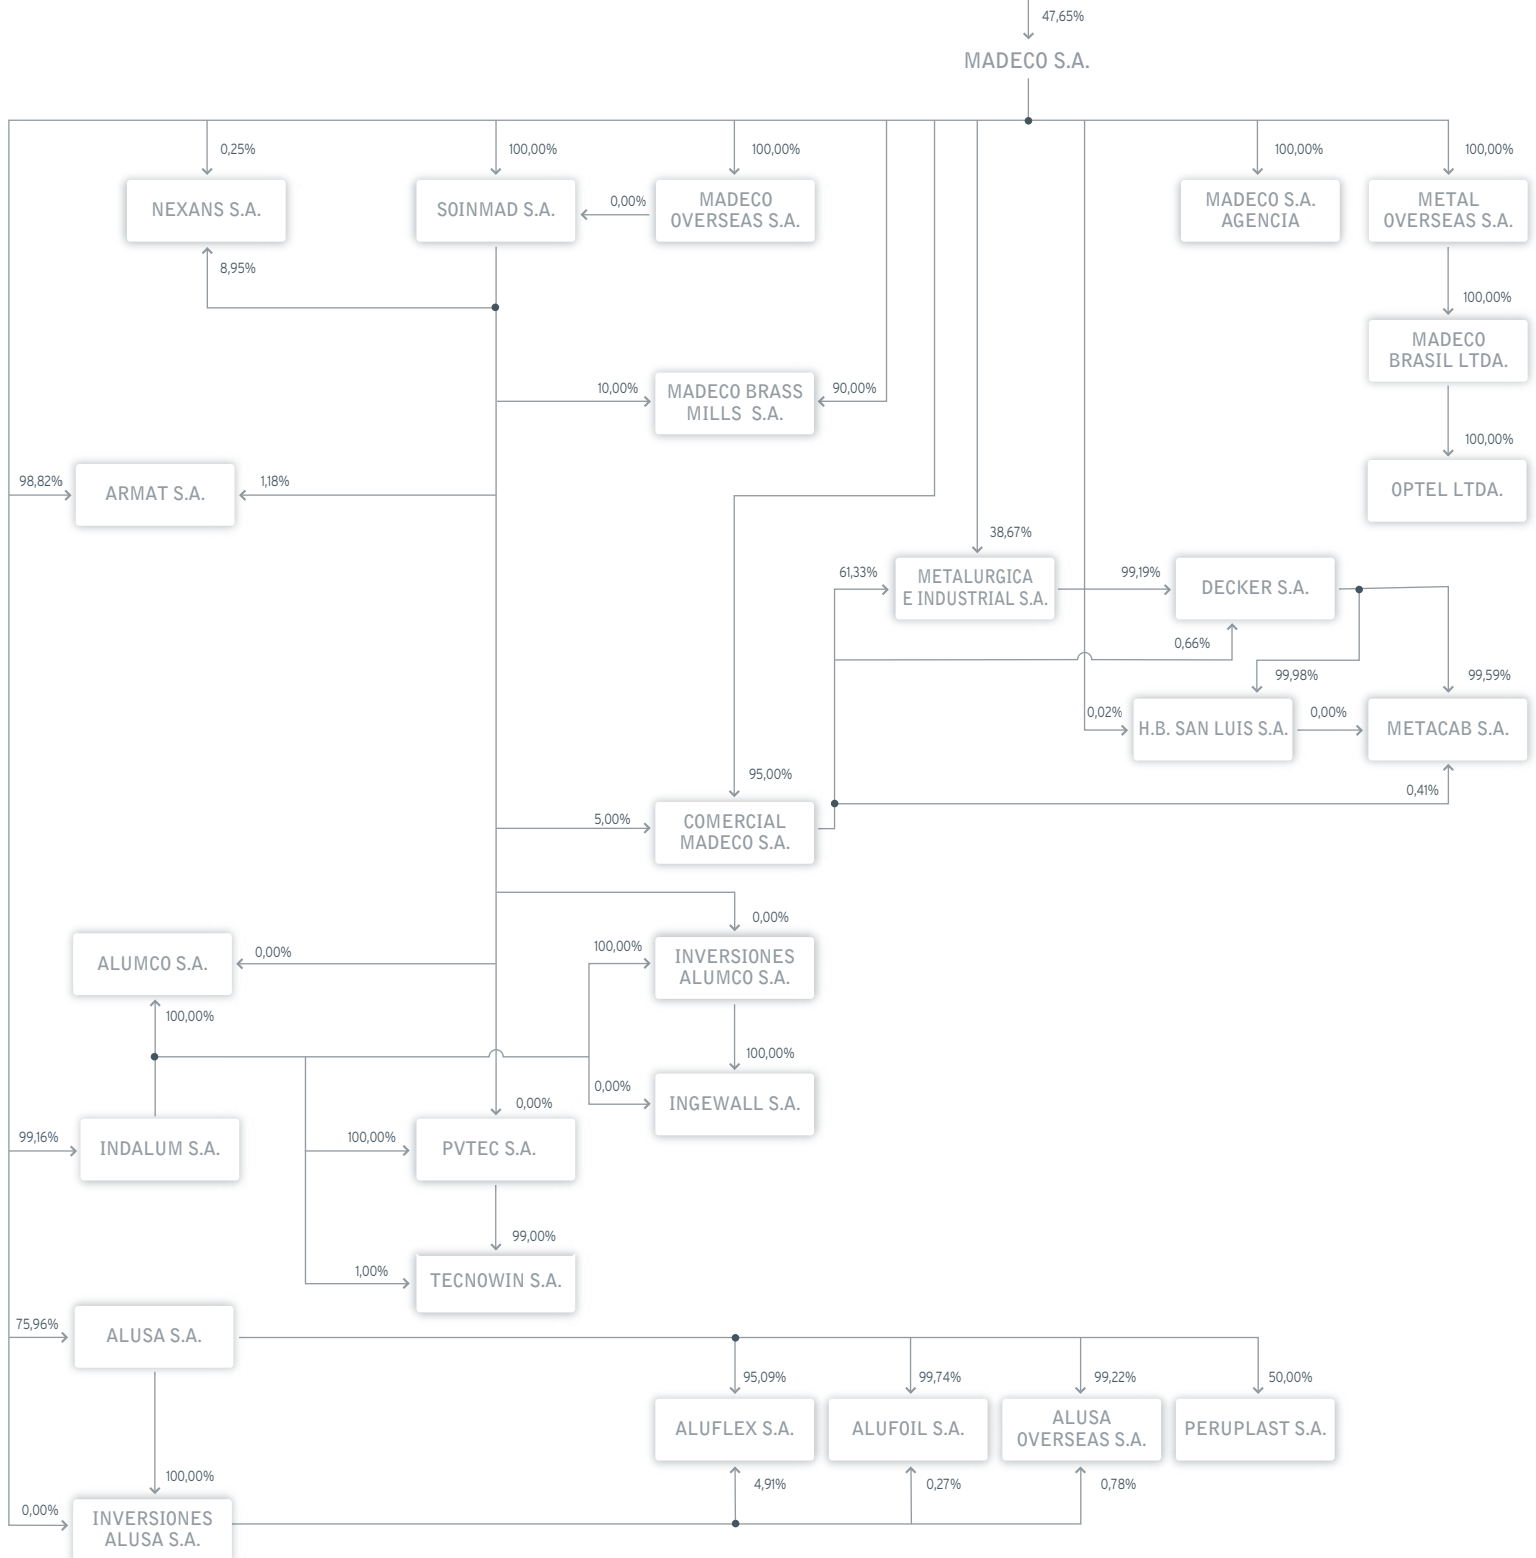 47,65%
MADECO S.A.
0,25%
100,00%
100,00%
100,00%
100,00%
NEXANS S.A.
SOINMAD S.A.
0,00%
MADECO
OVERSEAS S.A.
MADECO S.A.
AGENCIA
METAL
OVERSEAS S.A.
8,95%
100,00%
MADECO
BRASIL LTDA.
10,00%
MADECO BRASS
MILLS S.A.
90,00%
100,00%
98,82%
ARMAT S.A.
1,18%
OPTEL LTDA.
38,67%
61,33%
METALURGICA
E INDUSTRIAL S.A.
99,19%
DECKER S.A.
0,66%
99,98%
99,59%
0,02%
H.B. SAN LUIS S.A.
0,00%
METACAB S.A.
95,00%
0,41%
5,00%
COMERCIAL
MADECO S.A.
0,00%
ALUMCO S.A.
0,00%
100,00%
INVERSIONES
ALUMCO S.A.
100,00%
100,00%
0,00%
INGEWALL S.A.
0,00%
99,16%
INDALUM S.A.
100,00%
PVTEC S.A.
99,00%
1,00%
TECNOWIN S.A.
75,96%
ALUSA S.A.
95,09%
99,74%
99,22%
50,00%
ALUFLEX S.A.
ALUFOIL S.A.
ALUSA
OVERSEAS S.A.
PERUPLAST S.A.
100,00%
4,91%
0,27%
0,78%
0,00%
INVERSIONES
ALUSA S.A.